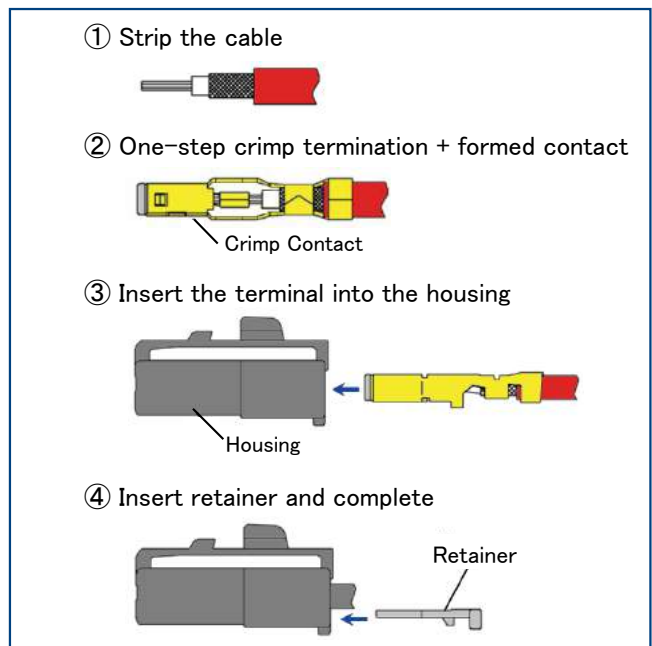 ① Strip the cable
② One-step crimp termination + formed contact
Crimp Contact
③ Insert the terminal into the housing
Housing
④ Insert retainer and complete
Retainer